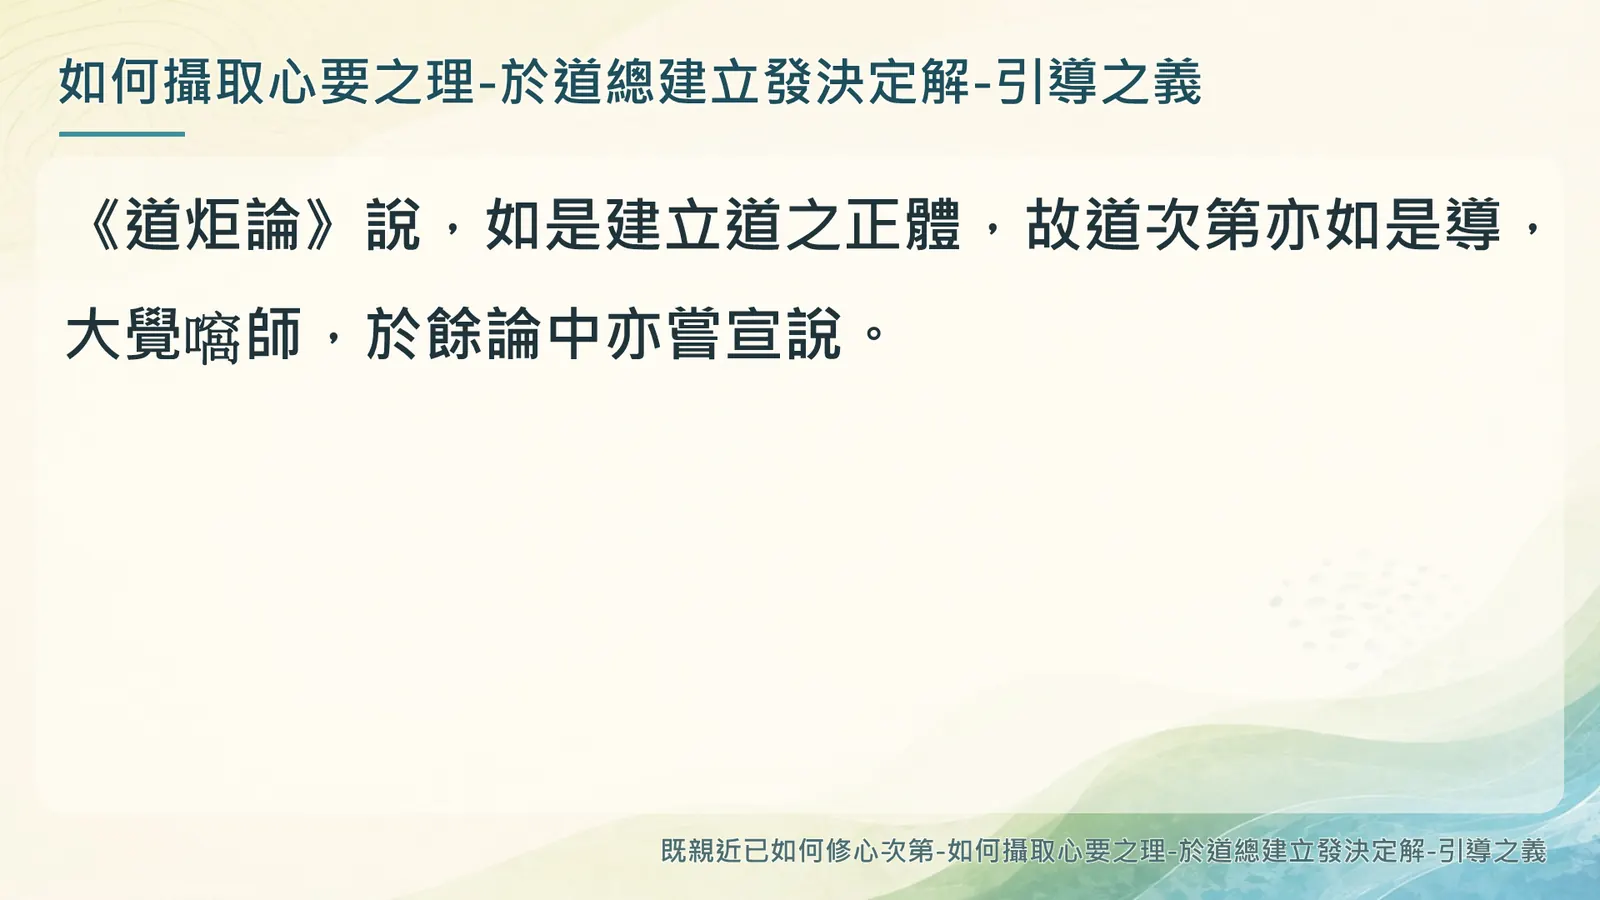 如何攝取心要之理-於道總建立發決定解-引導之義
《道炬論》說，如是建立道之正體，故道次第亦如是導，
大覺嚆師，於餘論中亦嘗宣說。
既親近已如何修心次第-如何攝取心要之理-於道總建立發決定解-引導之義